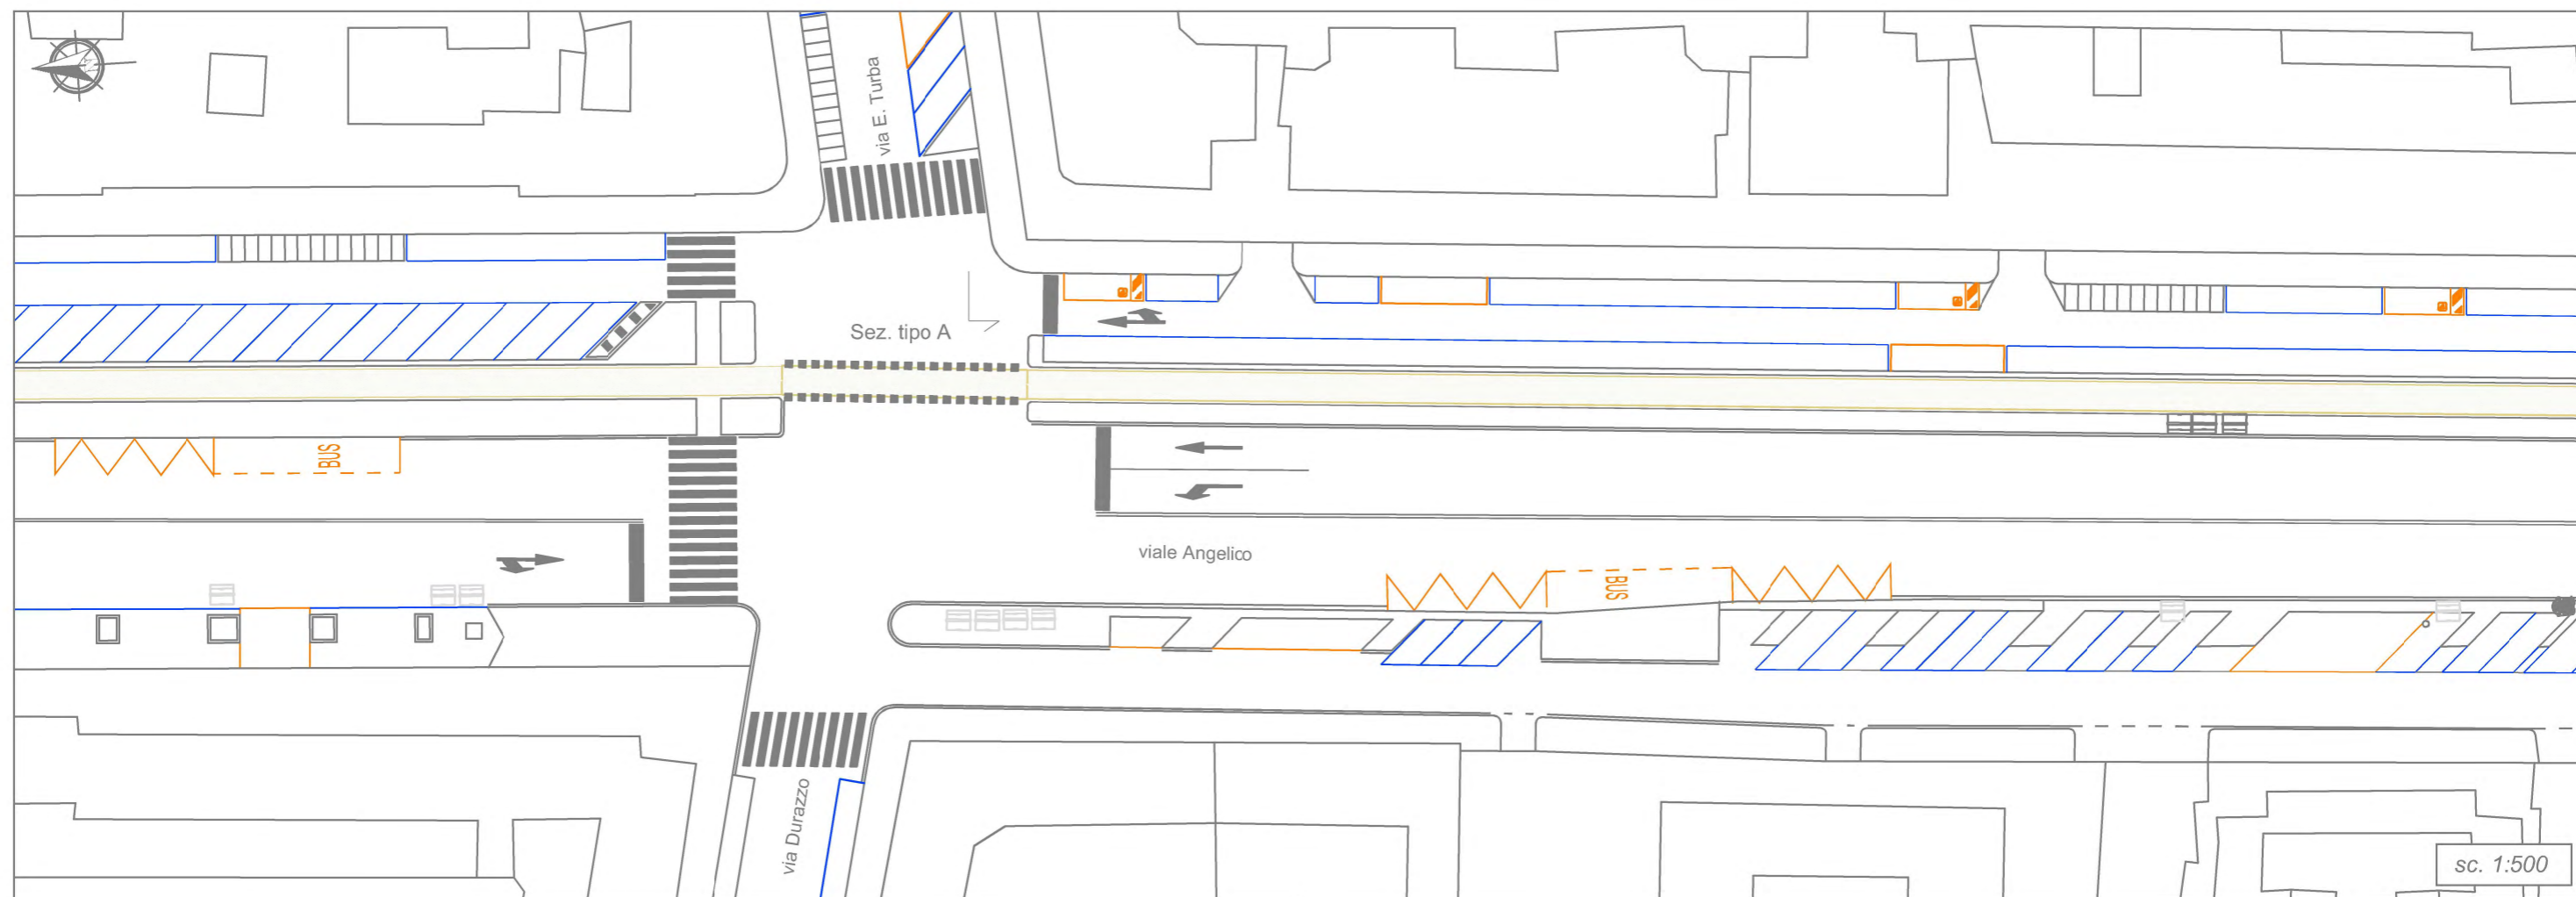 via E. Turba
Sez. tipo A
BUS
viale Angelico
BUS
via Durazzo
sc. 1:500